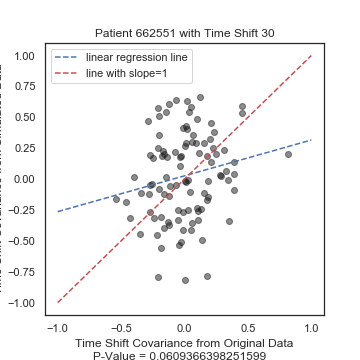 Patient 662551 with Time Shift 30
linear regression line
line with slope=1
1.00
0.75
0.50
0.25
0.00
−0.25
−0.50
−0.75
−1.00
−1.0
−0.5
0.0
0.5
1.0
Time Shift Covariance from Original Data
P-Value = 0.0609366398251599